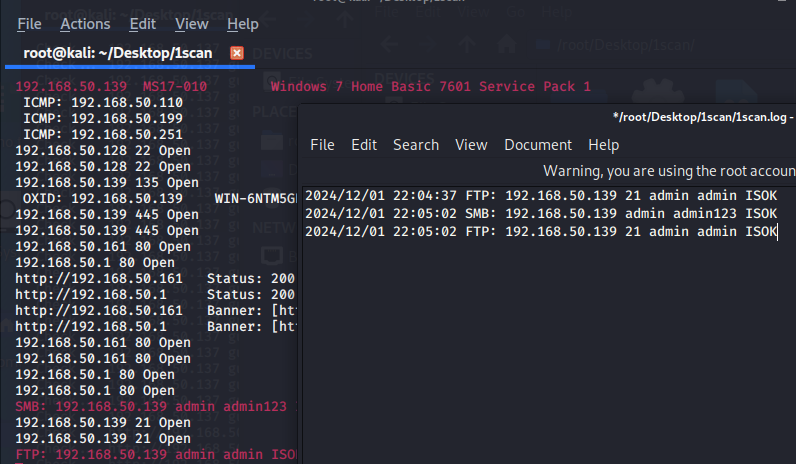 root@kali: ~/Desktop/1scan
File Actions Edit View Help
root@kali: ~/Desktop/1scan
/root/Desktop/1scan/
DEVICES
192.168.50.139 MS17-010 Windows 7 Home Basic 7601 Service Pack 1
ICMP: 192.168.50.110
ICMP: 192.168.50.199
ICMP: 192.168.50.251
192.168.50.128 22 Open
192.168.50.128 22 Open
192.168.50.139 135 Open
OXID: 192.168.50.139 WIN-6NTM5G
192.168.50.139 445 Open
192.168.50.139 445 Open
192.168.50.161 80 Open
192.168.50.1 80 Open
http://192.168.50.161 Status: 200
http://192.168.50.1 Status: 200
http://192.168.50.161 Banner: [ht
http://192.168.50.1 Banner: [ht
192.168.50.161 80 Open
192.168.50.161 80 Open
192.168.50.1 80 Open
192.168.50.1 80 Open
SMB: 192.168.50.139 admin admin123
192.168.50.139 21 Open
192.168.50.139 21 Open
FTP: 192.168.50.139 admin admin ISO
*/root/Desktop/1scan/1scan.log -
File Edit Search View Document Help
Warning, you are using the root accoun
2024/12/01 22:04:37 FTP: 192.168.50.139 21 admin admin ISOK
2024/12/01 22:05:02 SMB: 192.168.50.139 admin admin123 ISOK
2024/12/01 22:05:02 FTP: 192.168.50.139 21 admin admin ISOK